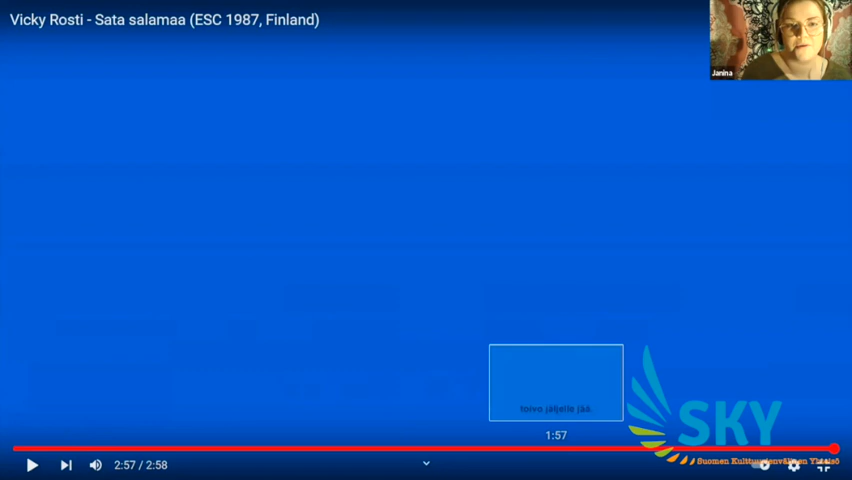 Vicky Rosti - Sata salamaa (ESC 1987, Finland)
Janina
toivo jäljelle jää
1:57
SKY
Suomen Kulttuurienvälinen Yhteisö
2:57 / 2:58